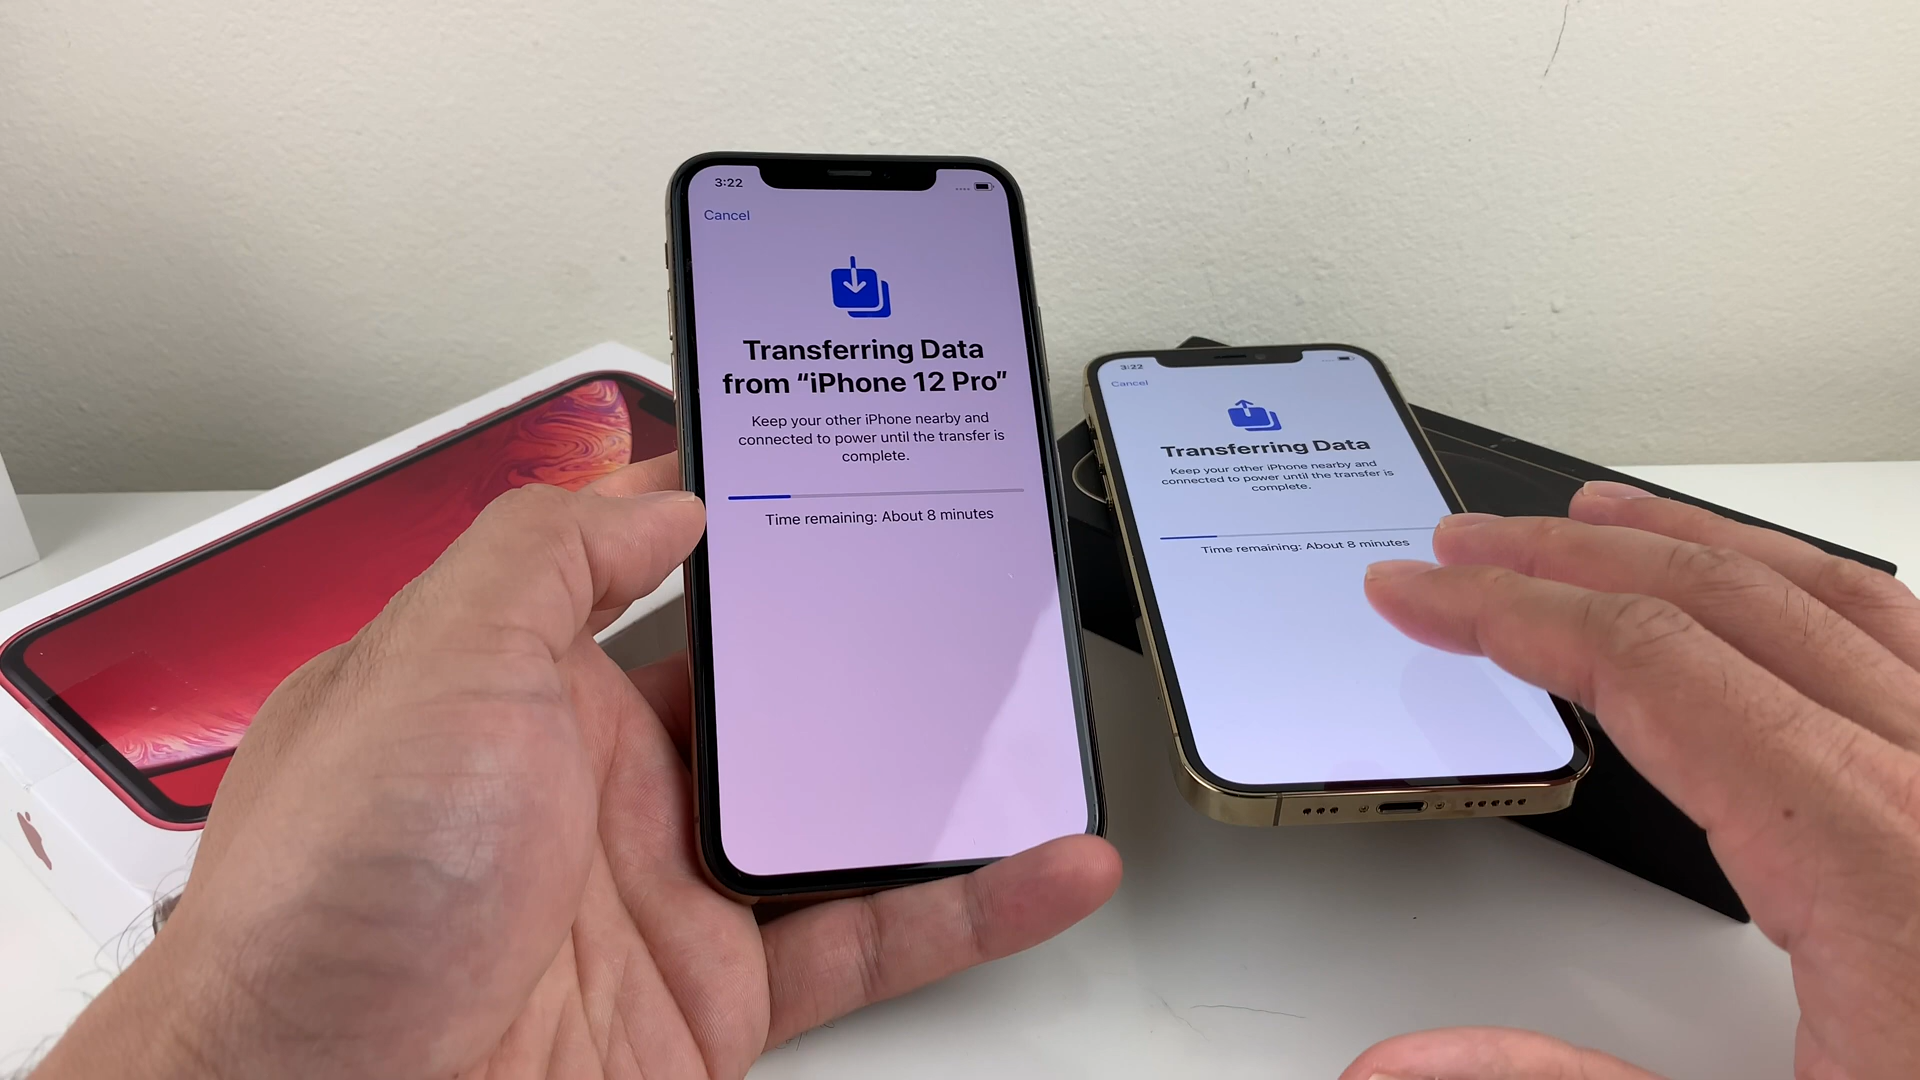 3:22
Cancel
Transferring Data
from “iPhone 12 Pro”
Keep your other iPhone nearby and
connected to power until the transfer is
complete.
Time remaining: About 8 minutes
3:22
Cancel
Transferring Data
Keep your other iPhone nearby and
connected to power until the transfer is
complete.
Time remaining: About 8 minutes